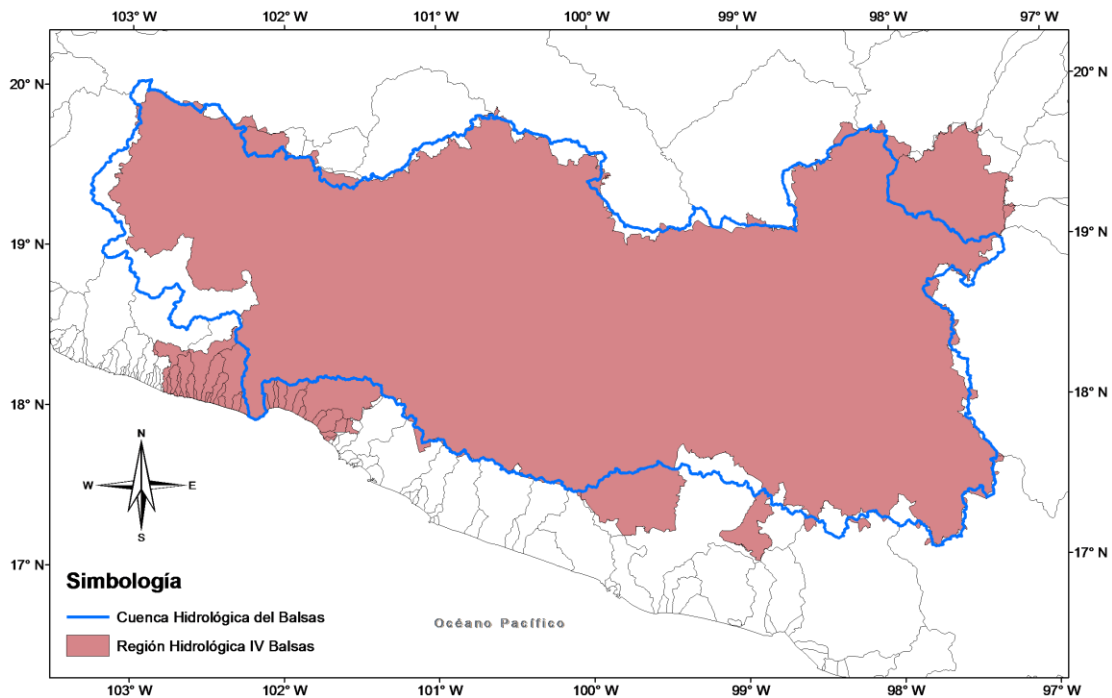 103° W 102° W 101° W 100° W 99° W 98° W 97° W
20° N 20° N
19° N 19° N
18° N 18° N
N
W E
S
17° N 17° N
Simbología
Cuenca Hidrológica del Balsas
Océano Pacífico
Región Hidrológica IV Balsas
103° W 102° W 101° W 100° W 99° W 98° W 97° W